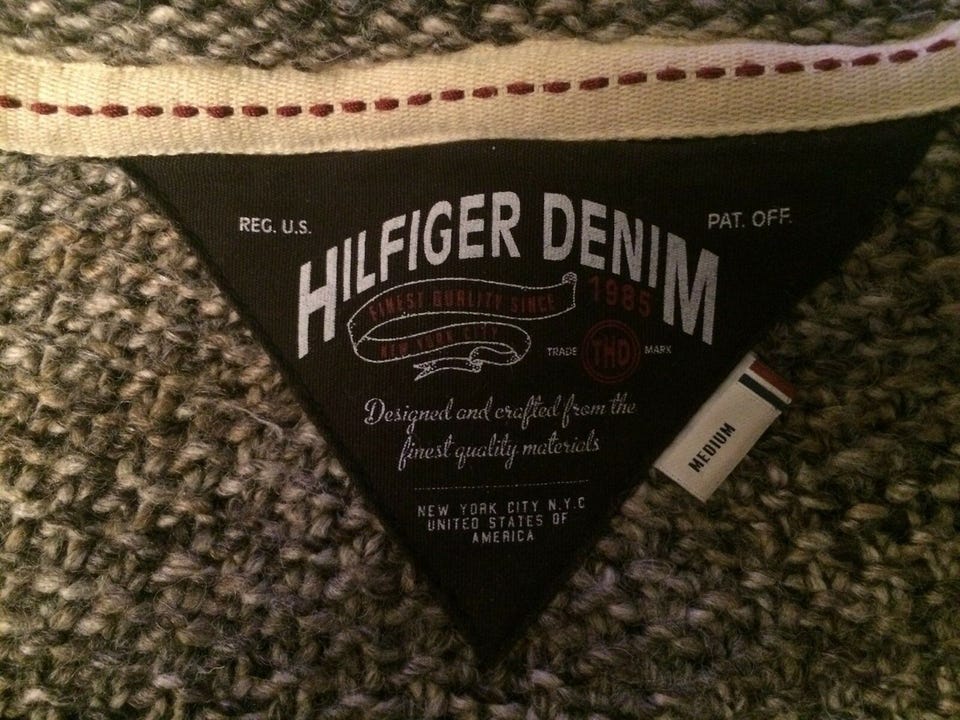 REG. U.S.
PAT. OFF.
HILFIGER DENIM
FINEST QUALITY SINCE 1985
NEW YORK CITY
TRADE THD MARK
Designed and crafted from the
finest quality materials
NEW YORK CITY N.Y.C
UNITED STATES OF
AMERICA
MEDIUM